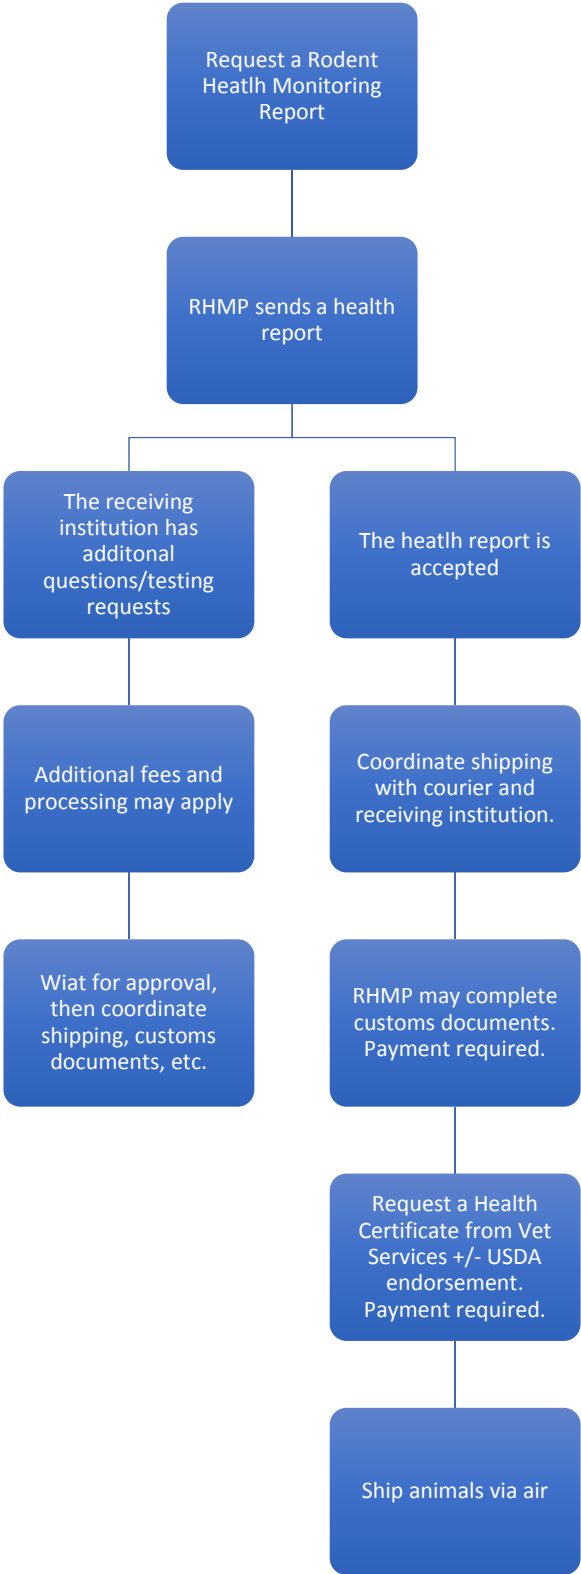 Request a Rodent
Heatlh Monitoring
Report
RHMP sends a health
report
The receiving
institution has
additonal
questions/testing
requests
The heatlh report is
accepted
Additional fees and
processing may apply
Coordinate shipping
with courier and
receiving institution.
Wiat for approval,
then coordinate
shipping, customs
documents, etc.
RHMP may complete
customs documents.
Payment required.
Request a Health
Certificate from Vet
Services +/- USDA
endorsement.
Payment required.
Ship animals via air